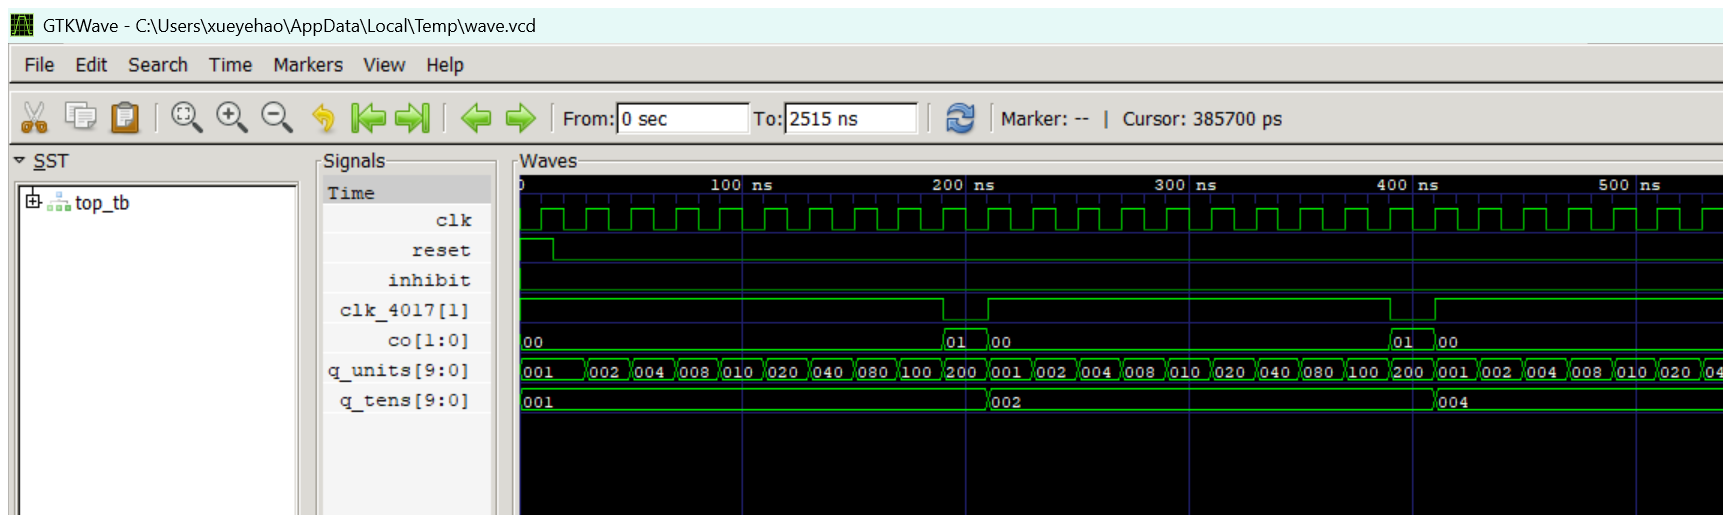 GTKWave - C:\Users\xueyehao\AppData\Local\Temp\wave.vcd
File Edit Search Time Markers View Help
From: 0 sec To: 2515 ns Marker: -- | Cursor: 385700 ps
SST
top_tb
Signals
Time
clk
reset
inhibit
clk_4017[1]
co[1:0]
q_units[9:0]
q_tens[9:0]
Waves
0 100 ns 200 ns 300 ns 400 ns 500 ns
00 01 00 01 00
001 002 004 008 010 020 040 080 100 200 001 002 004 008 010 020 040 080 100 200 001 002 004 008 010 020 04
001 002 004